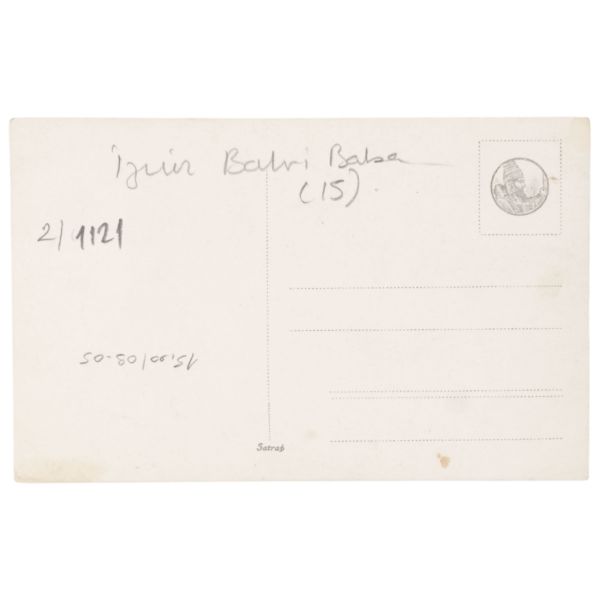 İzmir Bahri Baba
(15)
2/1121
15,00/08-05
Satrap